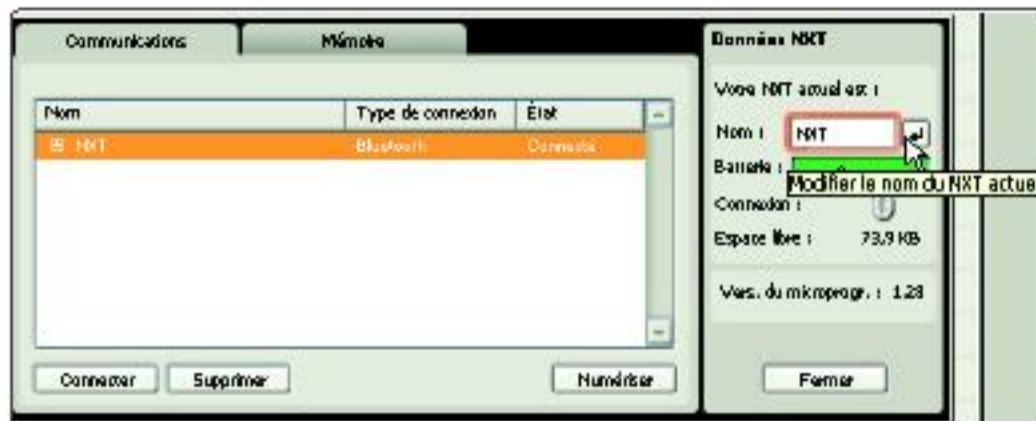 Communications
Mémoire
Nom Type de connexion État
NXT Bluetooth Connecté
Connecter Supprimer Numériser
Données NXT
Votre NXT actuel est :
Nom : NXT
Batterie :
Modifier le nom du NXT actue
Connexion :
Espace libre : 73,9 KB
Vers. du microprogr. : 1.28
Fermer